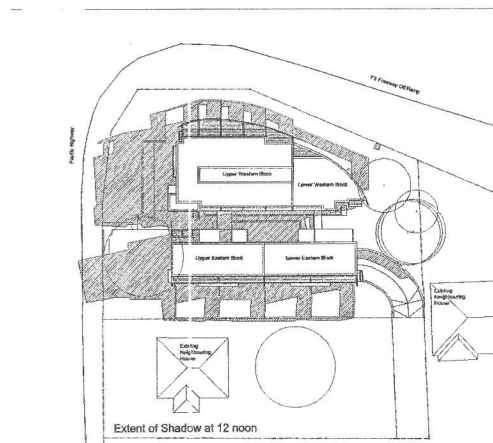 F3 Freeway Off Ramp
Pacific Highway
Upper Western Block
Lower Western Block
Upper Eastern Block
Lower Eastern Block
Existing
Neighbouring
House
Existing
Neighbouring
House
Extent of Shadow at 12 noon